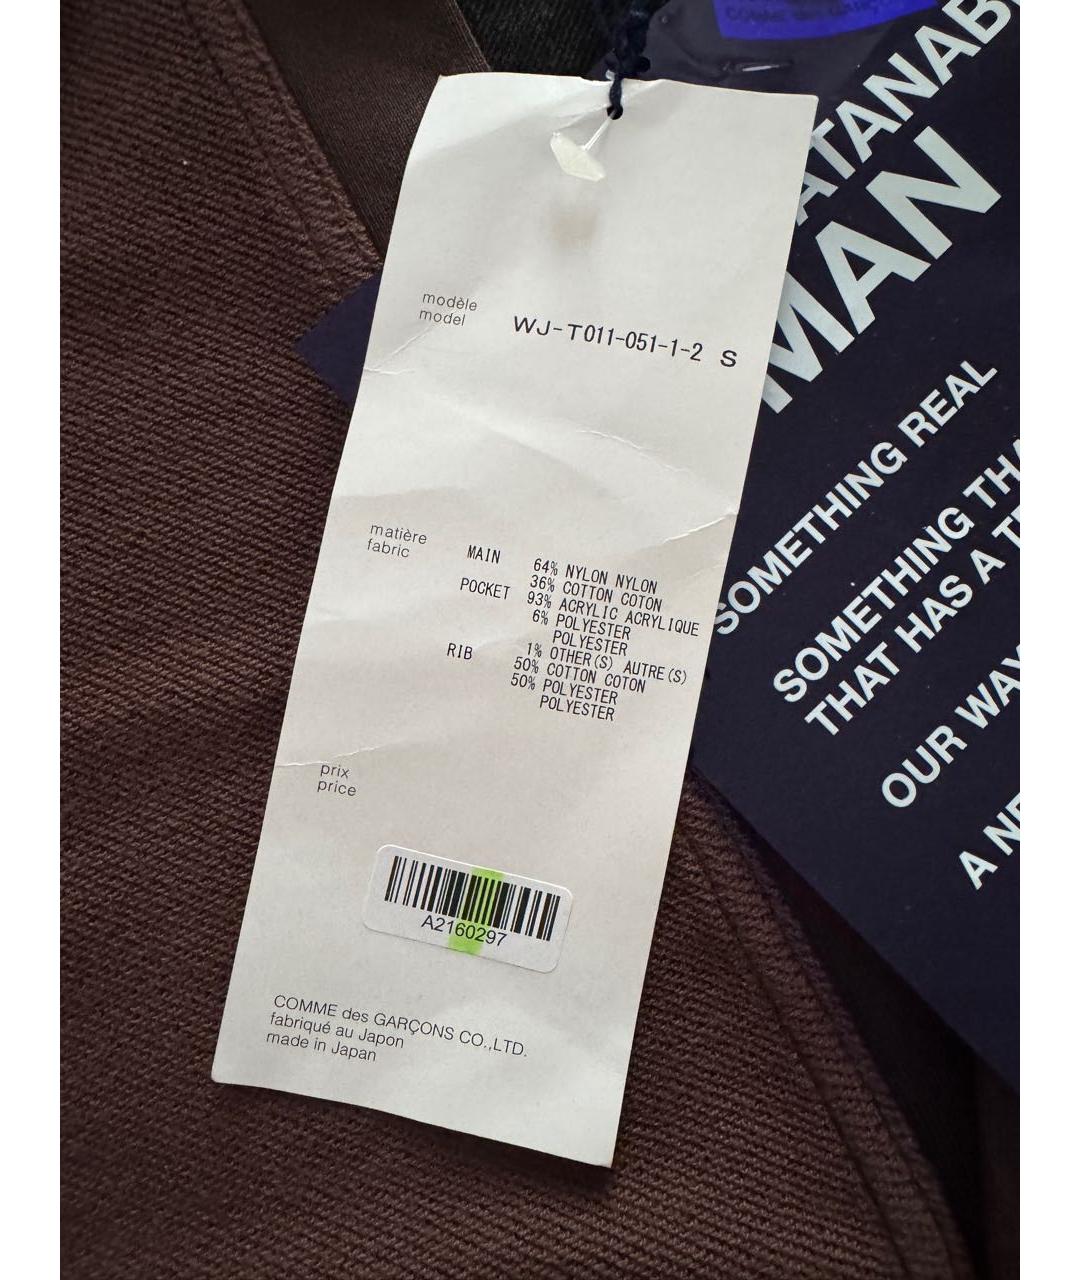 modèle
model
WJ-T011-051-1-2 S
matière
fabric
MAIN 64% NYLON NYLON
36% COTTON COTON
POCKET 93% ACRYLIC ACRYLIQUE
6% POLYESTER
POLYESTER
1% OTHER(S) AUTRE(S)
RIB 50% COTTON COTON
50% POLYESTER
POLYESTER
prix
price
A2160297
COMME des GARÇONS CO.,LTD.
fabriqué au Japon
made in Japan
ATANAB
MAN
SOMETHING REAL
SOMETHING THA
THAT HAS A T
OUR WAY
A NE